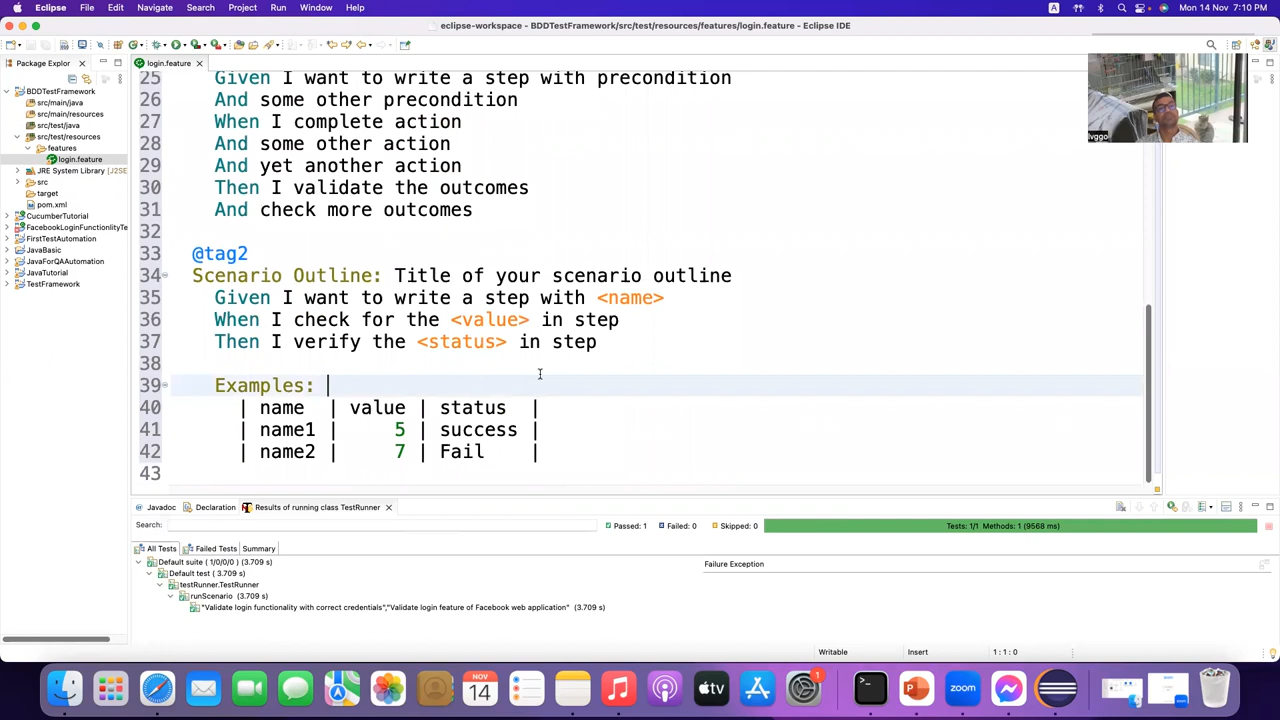 Eclipse File Edit Navigate Search Project Run Window Help
A
Mon 14 Nov 7:10 PM
eclipse-workspace - BDDTestFramework/src/test/resources/features/login.feature - Eclipse IDE
Package Explor
login.feature
BDDTestFramework
src/main/java
src/main/resources
src/test/java
src/test/resources
features
login.feature
JRE System Library [J2SE
src
target
pom.xml
CucumberTutorial
FacebookLoginFunctionlityTe
FirstTestAutomation
JavaBasic
JavaForQAAutomation
JavaTutorial
TestFramework
25 Given I want to write a step with precondition
26 And some other precondition
27 When I complete action
28 And some other action
29 And yet another action
30 Then I validate the outcomes
31 And check more outcomes
32
33 @tag2
34 Scenario Outline: Title of your scenario outline
35 Given I want to write a step with <name>
36 When I check for the <value> in step
37 Then I verify the <status> in step
38
39 Examples:
40 | name | value | status |
41 | name1 | 5 | success |
42 | name2 | 7 | Fail |
43
Javadoc Declaration Results of running class TestRunner
Search: Passed: 1 Failed: 0 Skipped: 0 Tests: 1/1 Methods: 1 (9568 ms)
All Tests Failed Tests Summary
Default suite ( 1/0/0/0 ) (3.709 s)
Failure Exception
Default test ( 3.709 s)
testRunner.TestRunner
runScenario (3.709 s)
"Validate login functionality with correct credentials","Validate login feature of Facebook web application" (3.709 s)
Writable Insert 1 : 1 : 0
NOV
14
tv
1
zoom